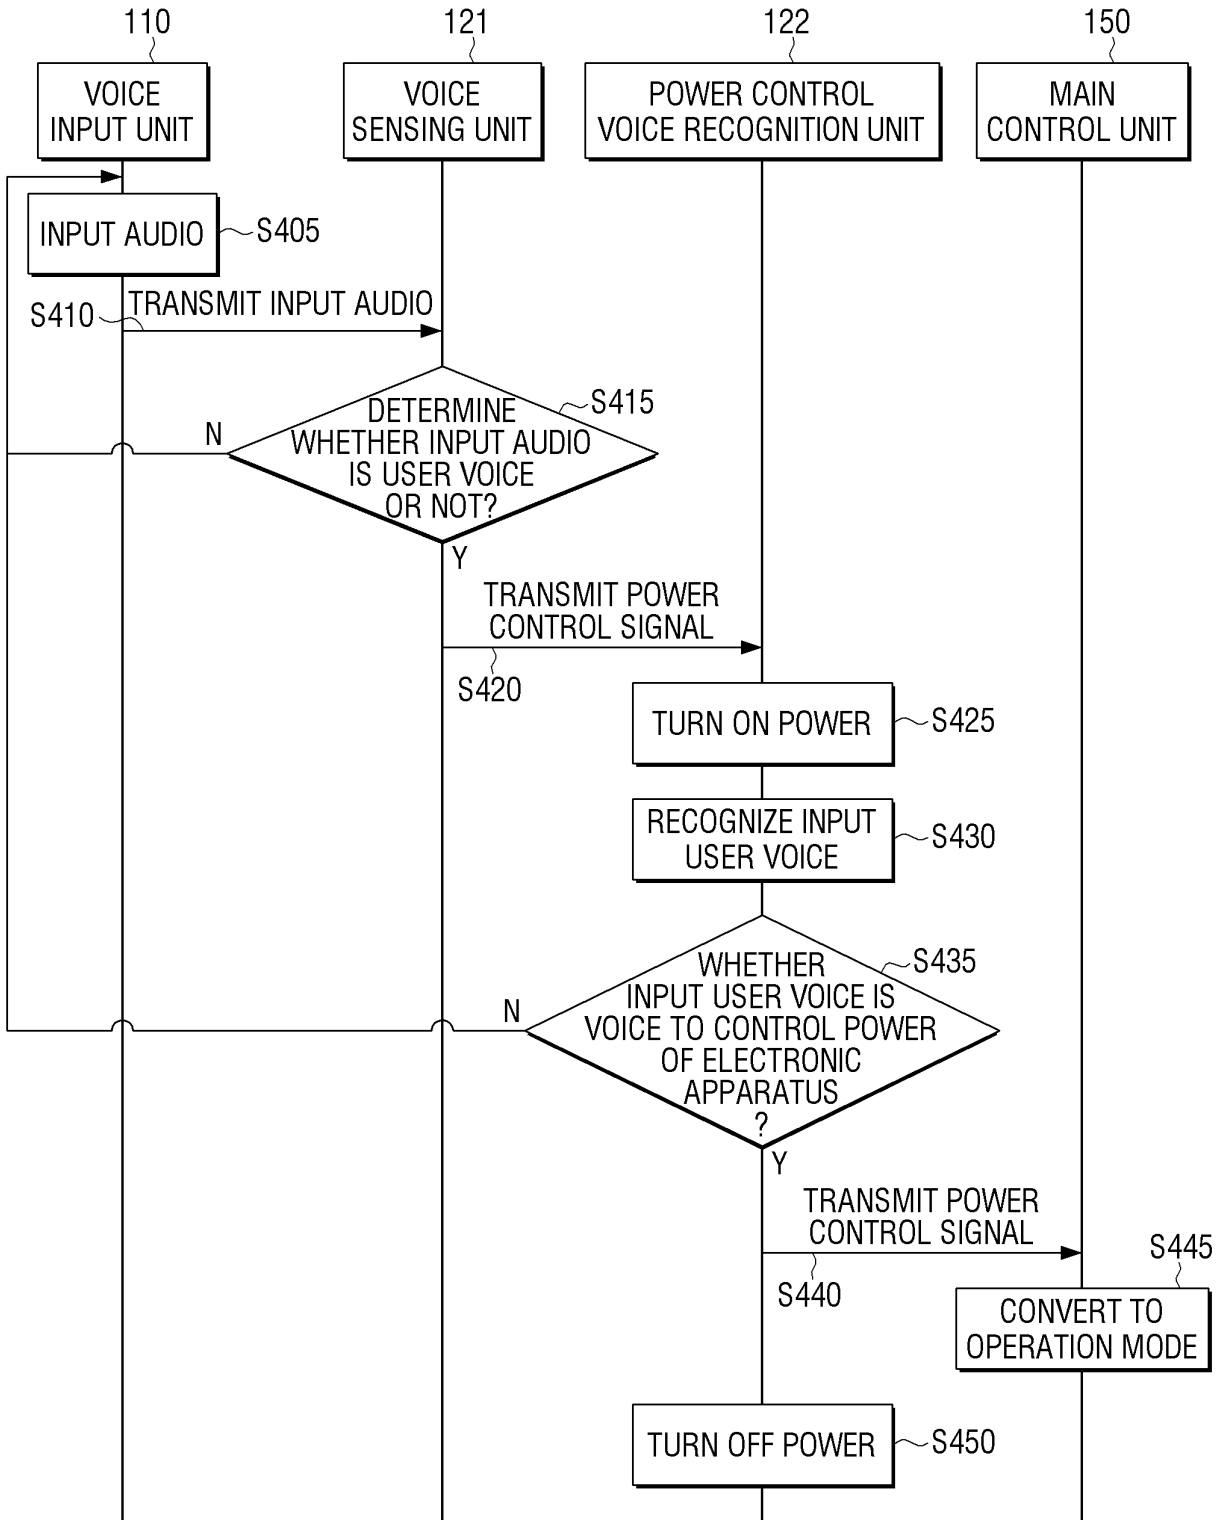 110
121
122
150
VOICE
INPUT UNIT
VOICE
SENSING UNIT
POWER CONTROL
VOICE RECOGNITION UNIT
MAIN
CONTROL UNIT
INPUT AUDIO
S405
TRANSMIT INPUT AUDIO
S410
DETERMINE
WHETHER INPUT AUDIO
IS USER VOICE
OR NOT?
S415
N
Y
TRANSMIT POWER
CONTROL SIGNAL
S420
TURN ON POWER
S425
RECOGNIZE INPUT
USER VOICE
S430
WHETHER
INPUT USER VOICE IS
VOICE TO CONTROL POWER
OF ELECTRONIC
APPARATUS
?
S435
N
Y
TRANSMIT POWER
CONTROL SIGNAL
S440
S445
CONVERT TO
OPERATION MODE
TURN OFF POWER
S450